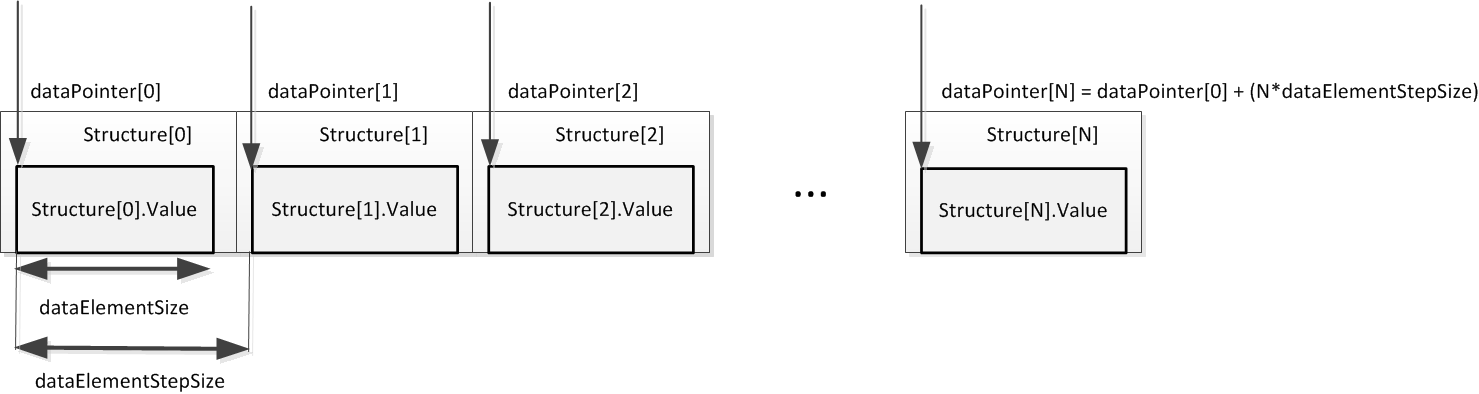 dataPointer[0]
dataPointer[1]
dataPointer[2]
dataPointer[N] = dataPointer[0] + (N*dataElementStepSize)
Structure[0]
Structure[1]
Structure[2]
Structure[N]
Structure[0].Value
Structure[1].Value
Structure[2].Value
...
Structure[N].Value
dataElementSize
dataElementStepSize